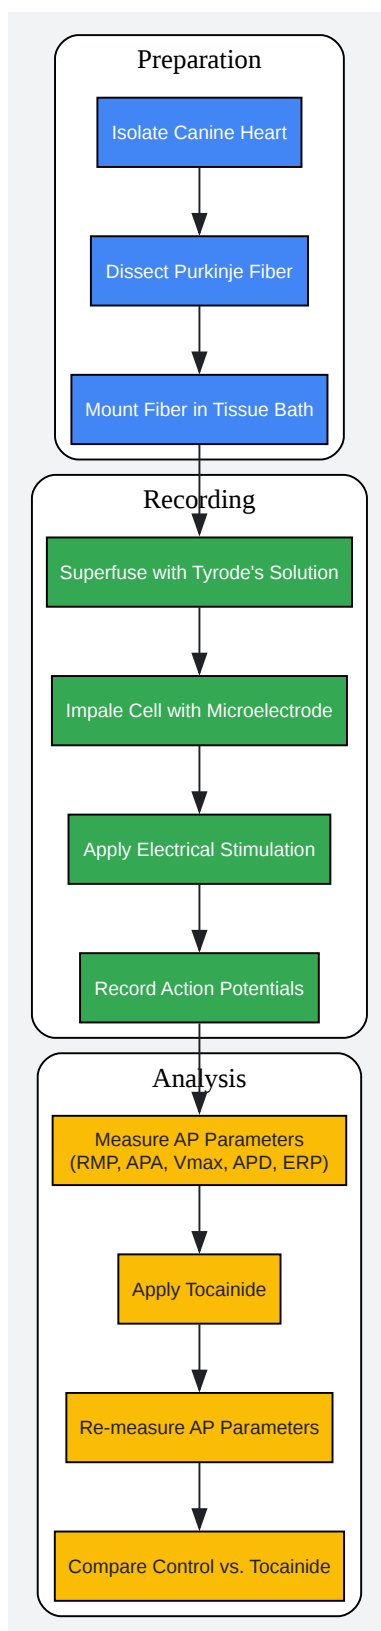 Preparation
Isolate Canine Heart
Dissect Purkinje Fiber
Mount Fiber in Tissue Bath
Recording
Superfuse with Tyrode's Solution
Impale Cell with Microelectrode
Apply Electrical Stimulation
Record Action Potentials
Analysis
Measure AP Parameters
(RMP, APA, Vmax, APD, ERP)
Apply Tocainide
Re-measure AP Parameters
Compare Control vs. Tocainide